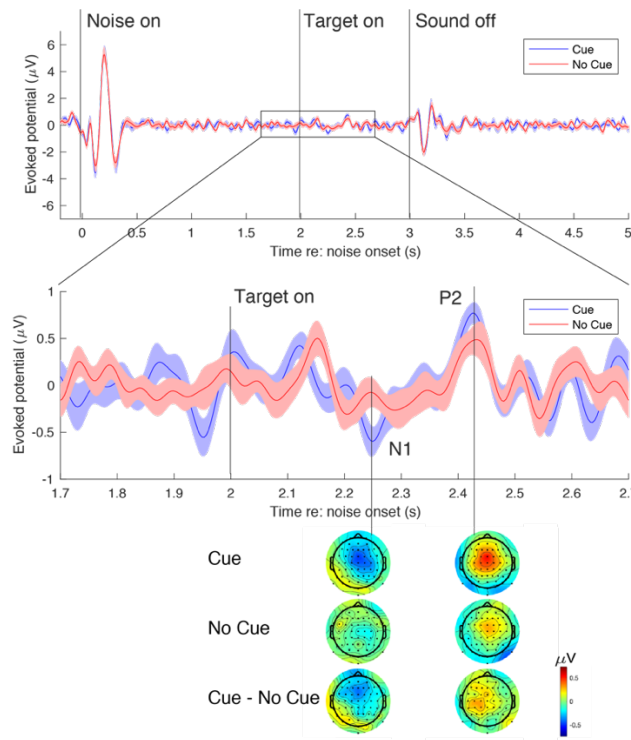 Noise on Target on Sound off
Cue
No Cue
Evoked potential (μV)
6
4
2
0
-2
-4
-6
0 0.5 1 1.5 2 2.5 3 3.5 4 4.5 5
Time re: noise onset (s)
Target on P2
Cue
No Cue
Evoked potential (μV)
1
0.5
0
-0.5
-1
N1
1.7 1.8 1.9 2 2.1 2.2 2.3 2.4 2.5 2.6 2.7
Time re: noise onset (s)
Cue
No Cue
Cue - No Cue
μV
0.5
0
-0.5